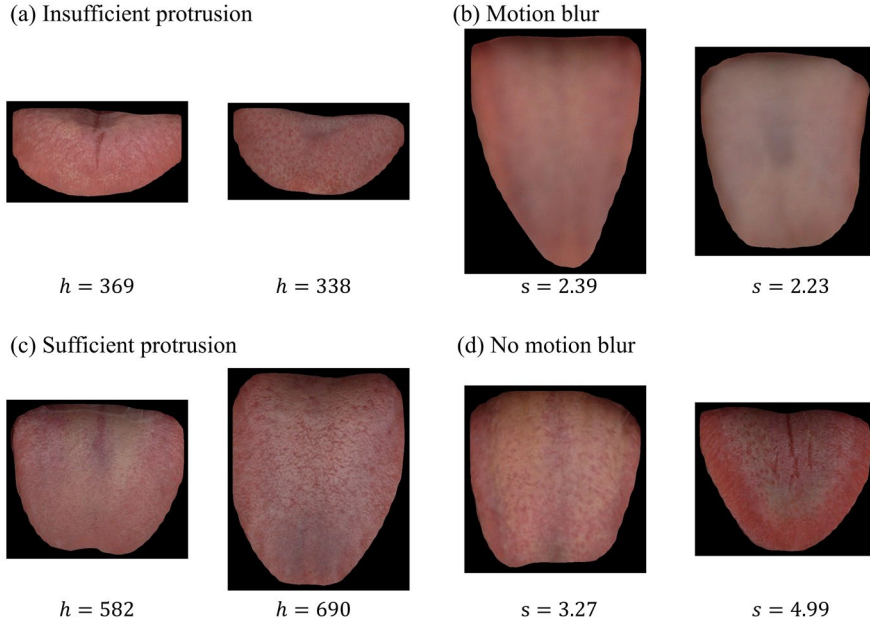 (a) Insufficient protrusion
(b) Motion blur
h = 369
h = 338
s = 2.39
s = 2.23
(c) Sufficient protrusion
(d) No motion blur
h = 582
h = 690
s = 3.27
s = 4.99